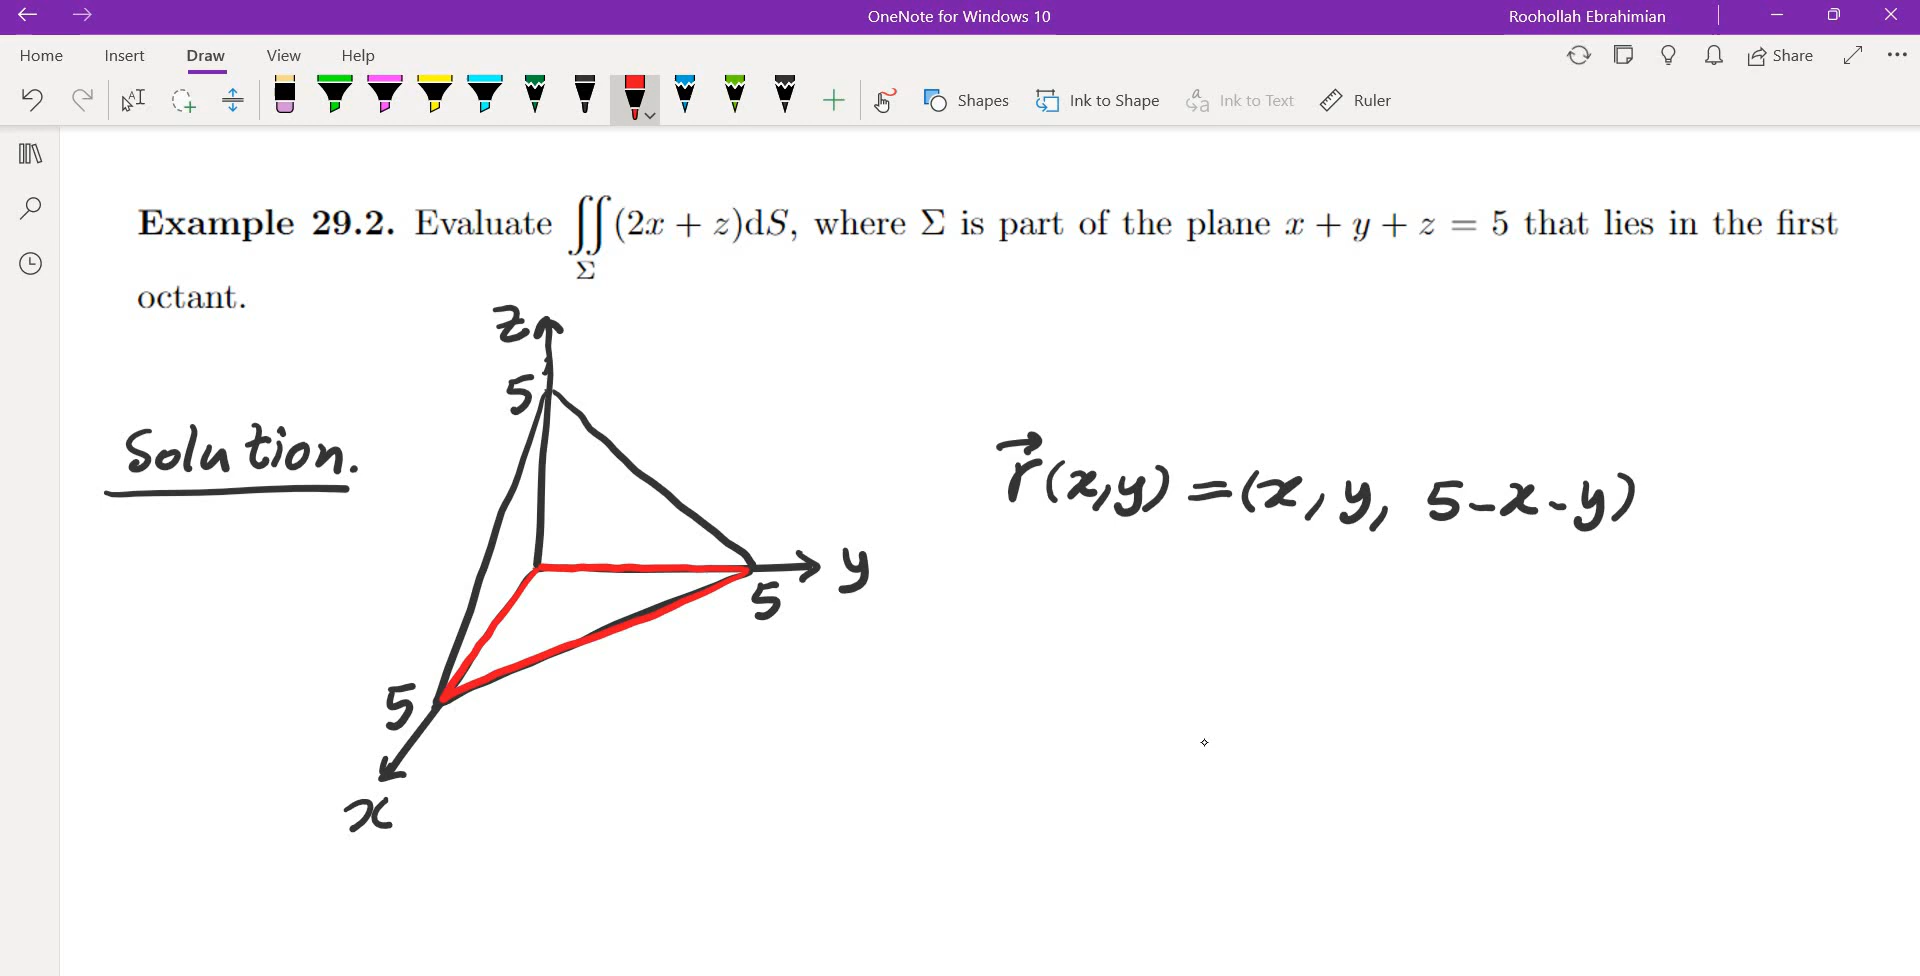 OneNote for Windows 10
Roohollah Ebrahimian
Home Insert Draw View Help
Share
Shapes Ink to Shape Ink to Text Ruler
Example 29.2. Evaluate ∬_Σ (2x + z)dS, where Σ is part of the plane x + y + z = 5 that lies in the first
octant.
z
5
Solution.
r⃗(x,y) = (x, y, 5-x-y)
y
5
5
x